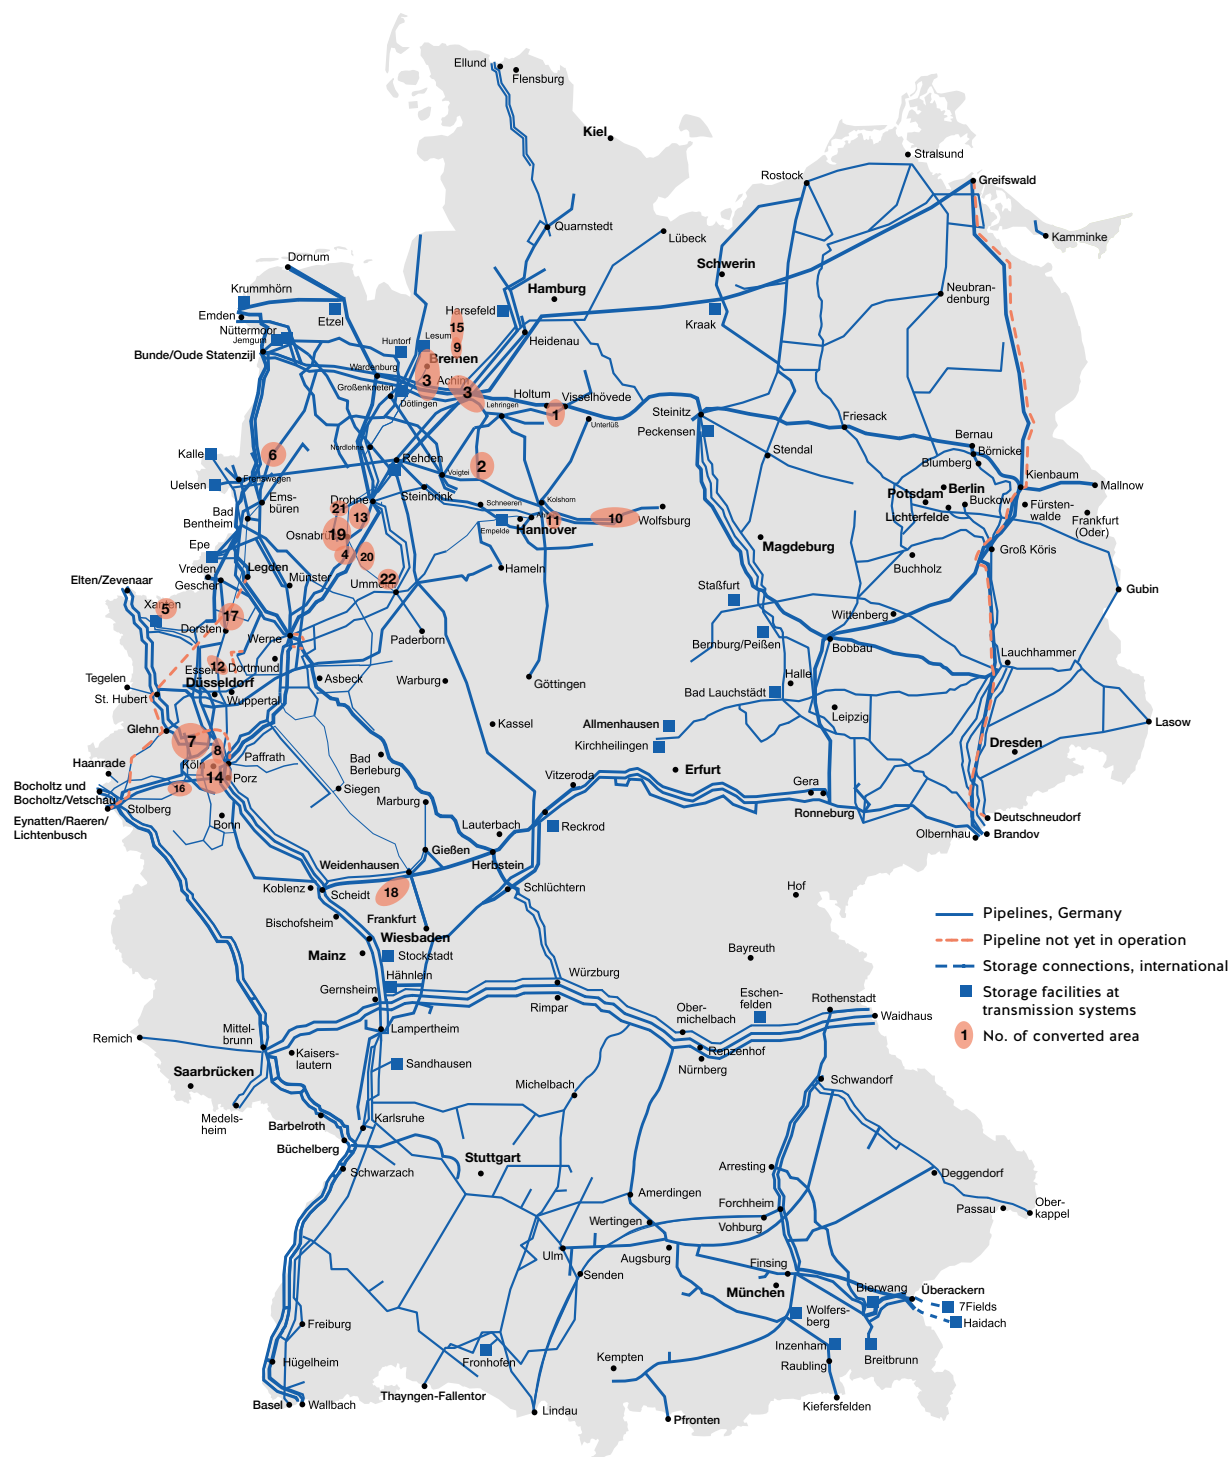 Ellund
Flensburg
Kiel
Stralsund
Rostock
Greifswald
Quarnstedt
Lübeck
Kamminke
Dornum
Schwerin
Krummhörn
Hamburg
Neubran-
denburg
Emden
Etzel
Harsefeld
Kraak
Nüttermoor
Jemgum
15
Huntorf
Lesum
9
Heidenau
Bunde/Oude Statenzijl
Bremen
Wardenburg
3
Achim
3
Großenkneten
Dötlingen
Lehringen
Holtum
Visselhövede
1
Unterlüß
Steinitz
Friesack
Peckensen
Bernau
Börnicke
Blumberg
Kalle
6
Nordlohne
Rehden
2
Voigtei
Stendal
Kienbaum
Mallnow
Uelsen
Frenswegen
Steinbrink
Berlin
Potsdam
Buckow
Lichterfelde
Fürsten-
walde
Frankfurt
(Oder)
Ems-
büren
Drohne
21
13
Schneeren
Kolshorn
Bad
Bentheim
Osnabrü
19
Empelde
Hannover
11
10
Wolfsburg
Epe
4
20
Magdeburg
Groß Köris
Buchholz
Vreden
Legden
Gescher
Münster
Ummeln
22
Hameln
Elten/Zevenaar
Staßfurt
Gubin
Xanten
5
17
Dorsten
Werne
Paderborn
Wittenberg
Bernburg/Peißen
Bobbau
Essen
12
Dortmund
Lauchhammer
Tegelen
Düsseldorf
Asbeck
Warburg
Göttingen
Halle
Bad Lauchstädt
St. Hubert
Wuppertal
Leipzig
Glehn
Kassel
Allmenhausen
Lasow
7
8
Kirchheilingen
Dresden
Haanrade
Köln
Paffrath
Bad
Berleburg
Erfurt
14
Porz
Vitzeroda
Gera
Bocholtz und
Bocholtz/Vetschau
16
Siegen
Marburg
Stolberg
Ronneburg
Deutschneudorf
Eynatten/Raeren/
Lichtenbusch
Bonn
Lauterbach
Reckrod
Olbernhau
Brandov
Gießen
Weidenhausen
Herbstein
Koblenz
Scheidt
18
Schlüchtern
Hof
Bischofsheim
Frankfurt
Wiesbaden
Mainz
Stockstadt
Bayreuth
Pipelines, Germany
Pipeline not yet in operation
Storage connections, international
Storage facilities at
transmission systems
1
No. of converted area
Hähnlein
Gernsheim
Würzburg
Rimpar
Eschen-
felden
Rothenstadt
Ober-
michelbach
Waidhaus
Remich
Mittel-
brunn
Lampertheim
Kaisers-
lautern
Renzenhof
Nürnberg
Sandhausen
Saarbrücken
Michelbach
Schwandorf
Medels-
heim
Barbelroth
Karlsruhe
Büchelberg
Stuttgart
Schwarzach
Arresting
Deggendorf
Amerdingen
Forchheim
Passau
Ober-
kappel
Wertingen
Vohburg
Ulm
Augsburg
Finsing
Senden
München
Bierwang
Überackern
7Fields
Haidach
Freiburg
Wolfers-
berg
Hügelheim
Fronhofen
Kempten
Inzenham
Raubling
Breitbrunn
Basel
Wallbach
Thayngen-Fallentor
Lindau
Pfronten
Kiefersfelden